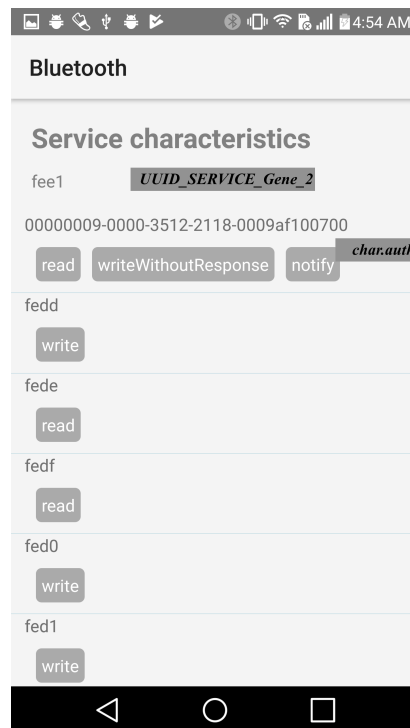 4:54 AM
Bluetooth
Service characteristics
fee1 UUID_SERVICE_Gene_2
00000009-0000-3512-2118-0009af100700
char.auth
read writeWithoutResponse notify
fedd
write
fede
read
fedf
read
fed0
write
fed1
write